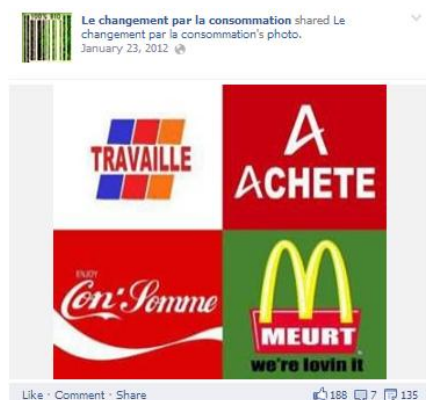 Le changement par la consommation shared Le
changement par la consommation's photo.
January 23, 2012
TRAVAILLE
A
ACHETE
ENJOY
Con'Somme
M
MEURT
we're lovin it
Like · Comment · Share
188 7 135